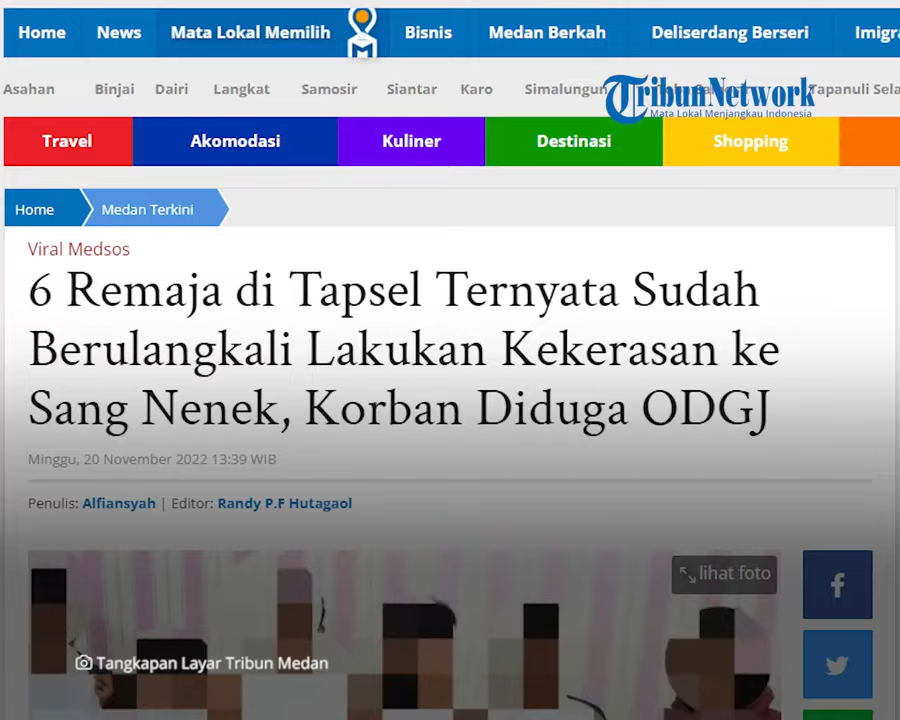 Home News Mata Lokal Memilih Bisnis Medan Berkah Deliserdang Berseri
Asahan Binjai Dairi Langkat Samosir Siantar Karo Simalungun
TribunNetwork
Mata Lokal Menjangkau Indonesia
Travel Akomodasi Kuliner Destinasi Shopping
Home Medan Terkini
Viral Medsos
6 Remaja di Tapsel Ternyata Sudah
Berulangkali Lakukan Kekerasan ke
Sang Nenek, Korban Diduga ODGJ
Minggu, 20 November 2022 13:39 WIB
Penulis: Alfiansyah | Editor: Randy P.F Hutagaol
lihat foto
Tangkapan Layar Tribun Medan